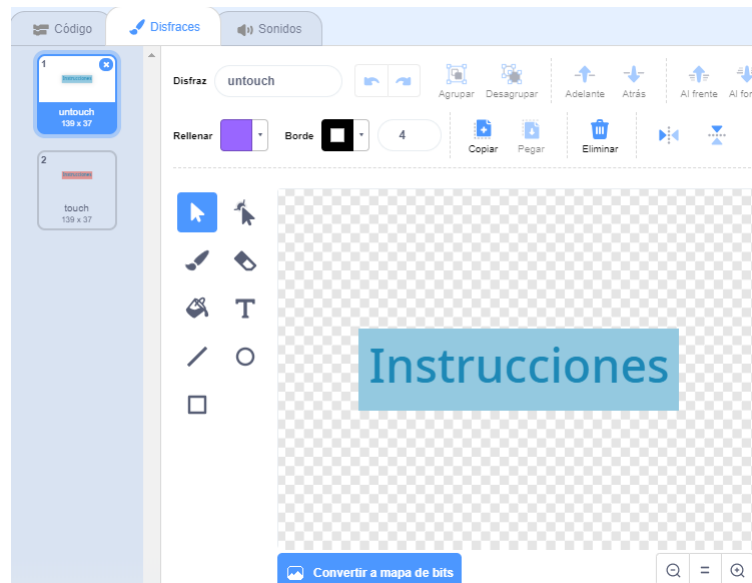 Código Disfraces Sonidos
1
Instrucciones
untouch
139 x 37
2
Instrucciones
touch
139 x 37
Disfraz untouch
Agrupar Desagrupar Adelante Atrás Al frente Al for
Rellenar Borde 4
Copiar Pegar Eliminar
Instrucciones
Convertir a mapa de bits